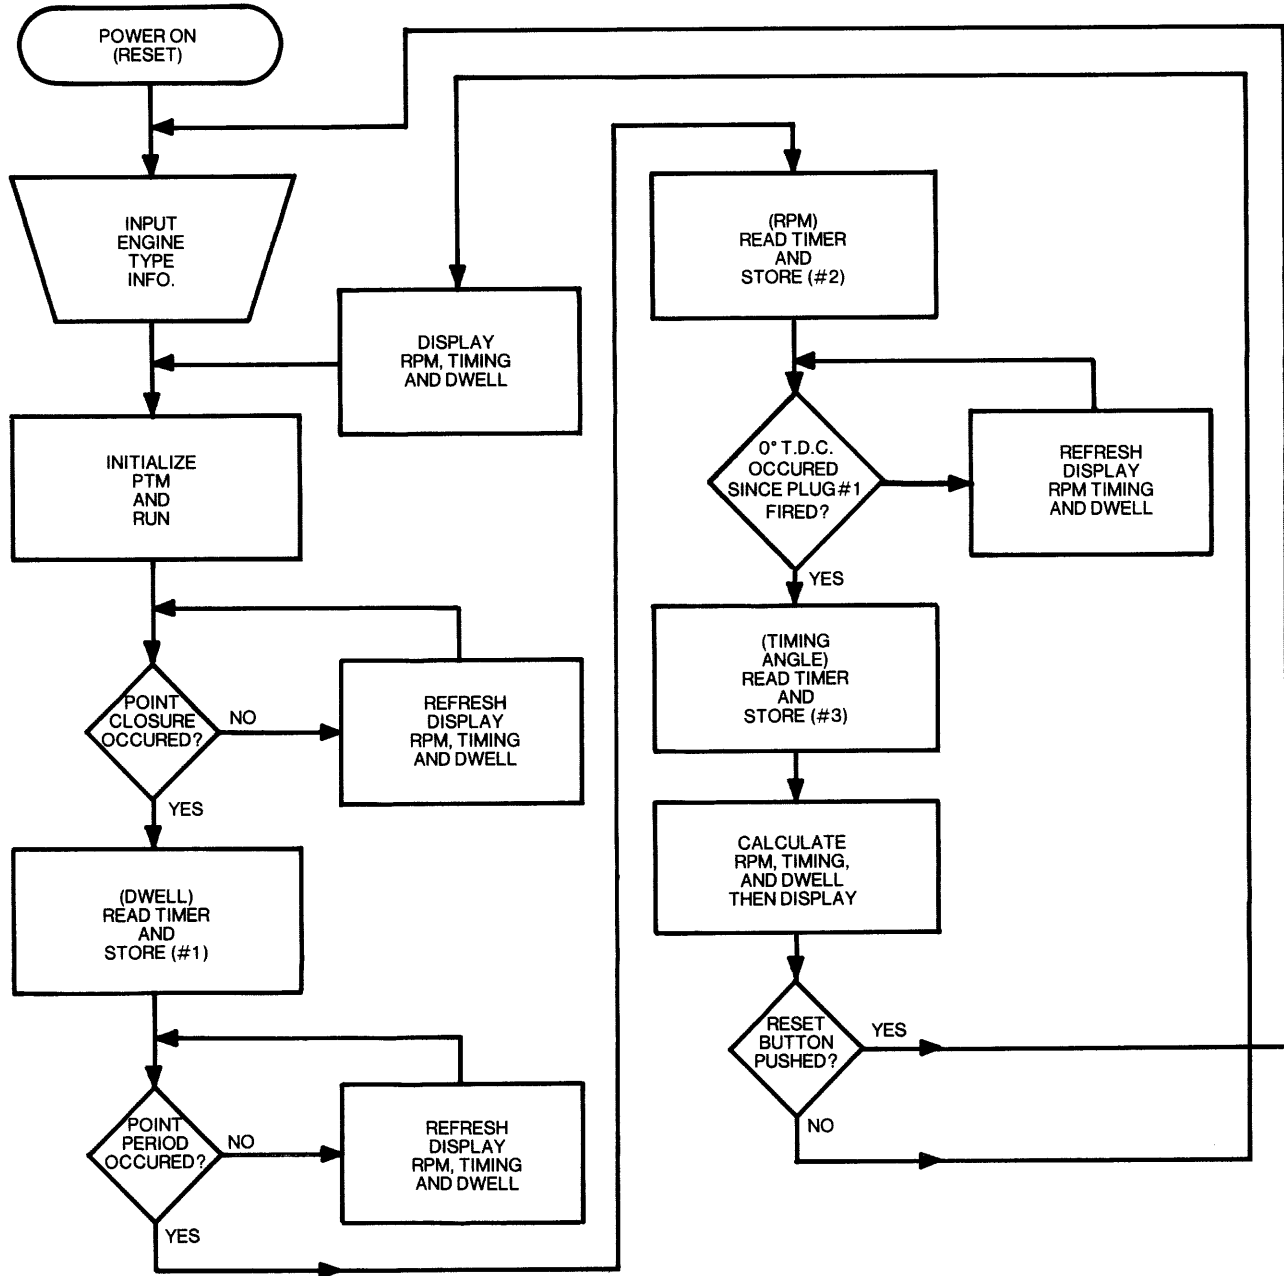 POWER ON
(RESET)
INPUT
ENGINE
TYPE
INFO.
DISPLAY
RPM, TIMING
AND DWELL
INITIALIZE
PTM
AND
RUN
POINT
CLOSURE
OCCURED?
NO
REFRESH
DISPLAY
RPM, TIMING
AND DWELL
YES
(DWELL)
READ TIMER
AND
STORE (#1)
POINT
PERIOD
OCCURED?
NO
REFRESH
DISPLAY
RPM, TIMING
AND DWELL
YES
(RPM)
READ TIMER
AND
STORE (#2)
0° T.D.C.
OCCURED
SINCE PLUG #1
FIRED?
REFRESH
DISPLAY
RPM TIMING
AND DWELL
YES
(TIMING
ANGLE)
READ TIMER
AND
STORE (#3)
CALCULATE
RPM, TIMING,
AND DWELL
THEN DISPLAY
RESET
BUTTON
PUSHED?
YES
NO